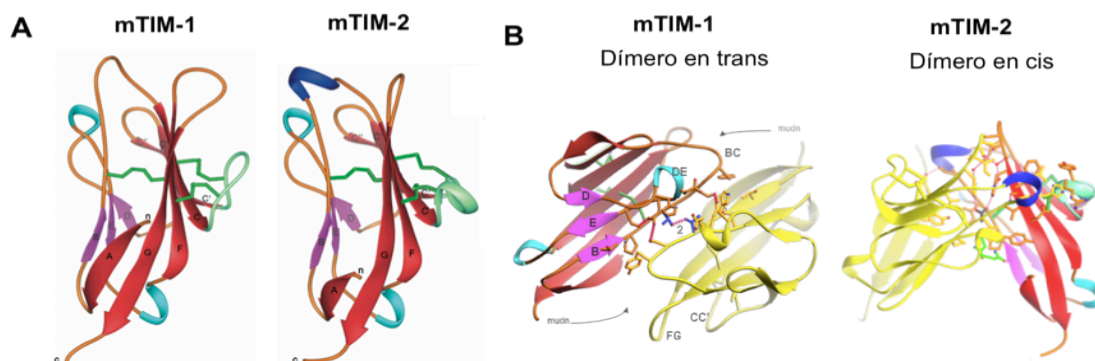 A
mTIM-1
mTIM-2
A
G
F
C'
n
A
G
F
n
B
mTIM-1
Dímero en trans
mTIM-2
Dímero en cis
mucin
BC
DE
D
E
2
B
mucin
CC'
FG